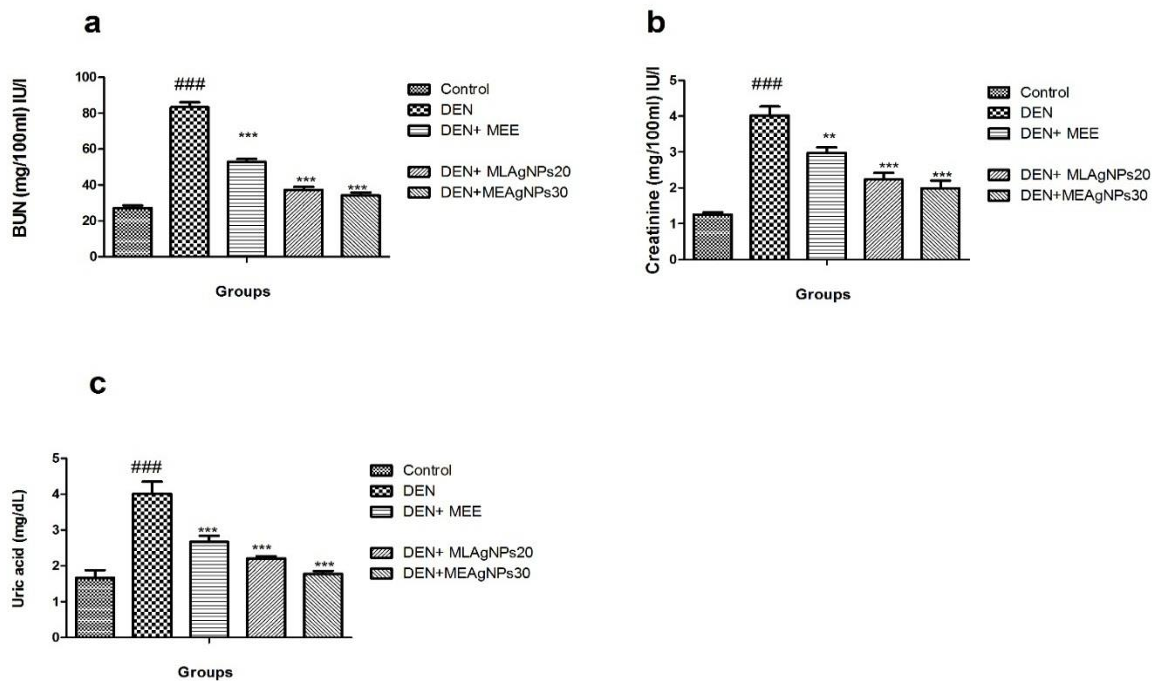 a
BUN (mg/100ml) IU/l
100
80
60
40
20
0
###
***
***
***
Groups
Control
DEN
DEN+ MEE
DEN+ MLAgNPs20
DEN+MEAgNPs30
b
Creatinine (mg/100ml) IU/l
5
4
3
2
1
0
###
**
***
***
Groups
Control
DEN
DEN+ MEE
DEN+ MLAgNPs20
DEN+MEAgNPs30
c
Uric acid (mg/dL)
5
4
3
2
1
0
###
***
***
***
Groups
Control
DEN
DEN+ MEE
DEN+ MLAgNPs20
DEN+MEAgNPs30